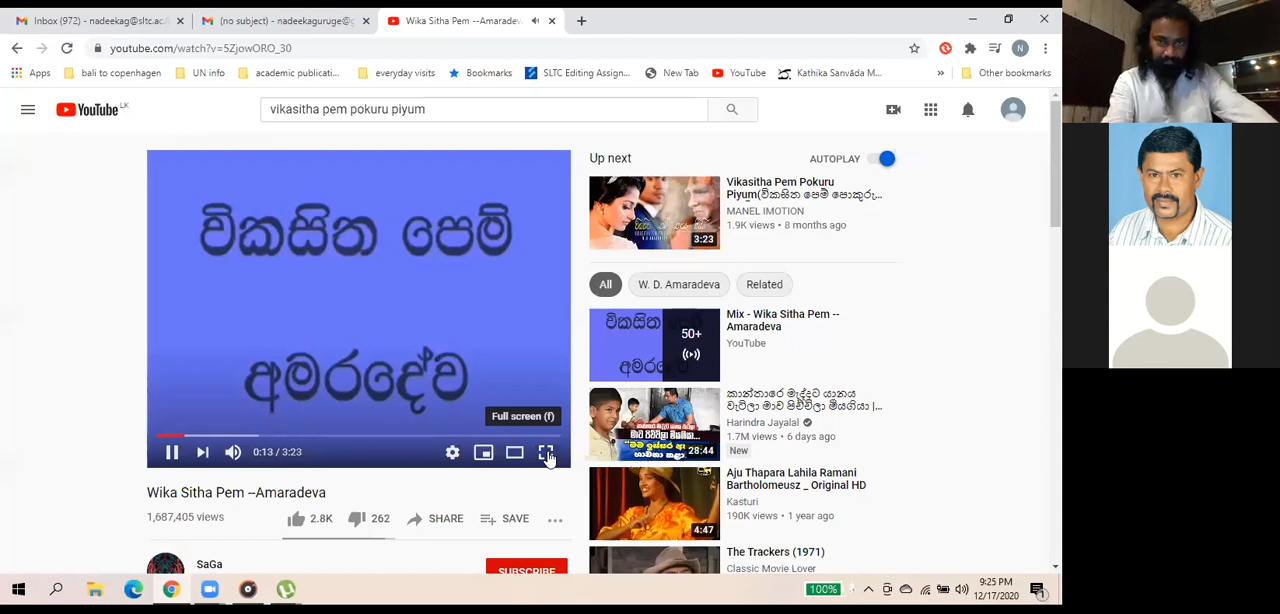 Inbox (972) - nadeekag@sltc.ac.l
(no subject) - nadeekaguruge@g
Wika Sitha Pem --Amaradeva
youtube.com/watch?v=5ZjowORO_30
Apps
bali to copenhagen
UN info
academic publicati...
everyday visits
Bookmarks
SLTC Editing Assign...
New Tab
YouTube
Kathika Sanvāda M...
»
Other bookmarks
YouTube LK
vikasitha pem pokuru piyum
N
විකසිත පෙම්
අමරදේව
Full screen (f)
0:13 / 3:23
Wika Sitha Pem --Amaradeva
1,687,405 views
2.8K
262
SHARE
SAVE
SaGa
SUBSCRIBE
Up next
AUTOPLAY
3:23
Vikasitha Pem Pokuru
Piyum(විකසිත පෙම් පොකුරු...
MANEL IMOTION
1.9K views • 8 months ago
All
W. D. Amaradeva
Related
විකසිත
අමරදේව
50+
Mix - Wika Sitha Pem --
Amaradeva
YouTube
28:44
කාන්තාරෙ මැද්දට යානය
වැටිලා මාව පිච්චිලා මියගියා |...
Harindra Jayalal
1.7M views • 6 days ago
New
4:47
Aju Thapara Lahila Ramani
Bartholomeusz _ Original HD
Kasturi
190K views • 1 year ago
The Trackers (1971)
Classic Movie Lover
100%
9:25 PM
12/17/2020
1